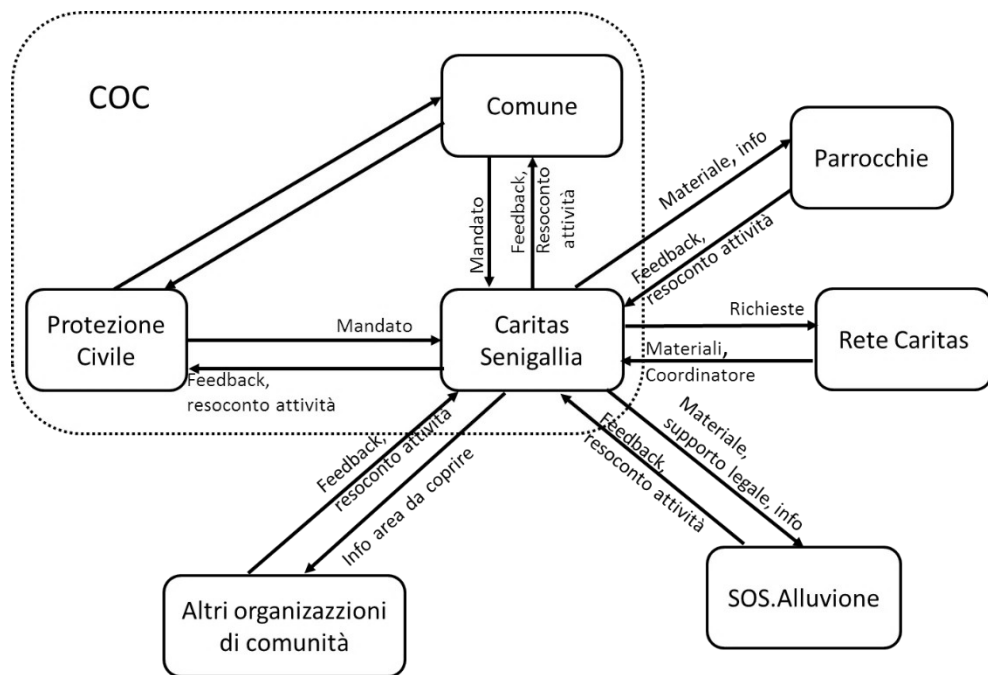 COC
Comune
Parrocchie
Materiale, info
Feedback,
resoconto attività
Mandato
Feedback,
Resoconto
attività
Protezione
Civile
Mandato
Feedback,
resoconto attività
Caritas
Senigallia
Richieste
Materiali,
Coordinatore
Rete Caritas
Feedback,
resoconto attività
Info area da coprire
Feedback,
resoconto attività
Materiale,
supporto legale, info
Altri organizazzioni
di comunità
SOS.Alluvione